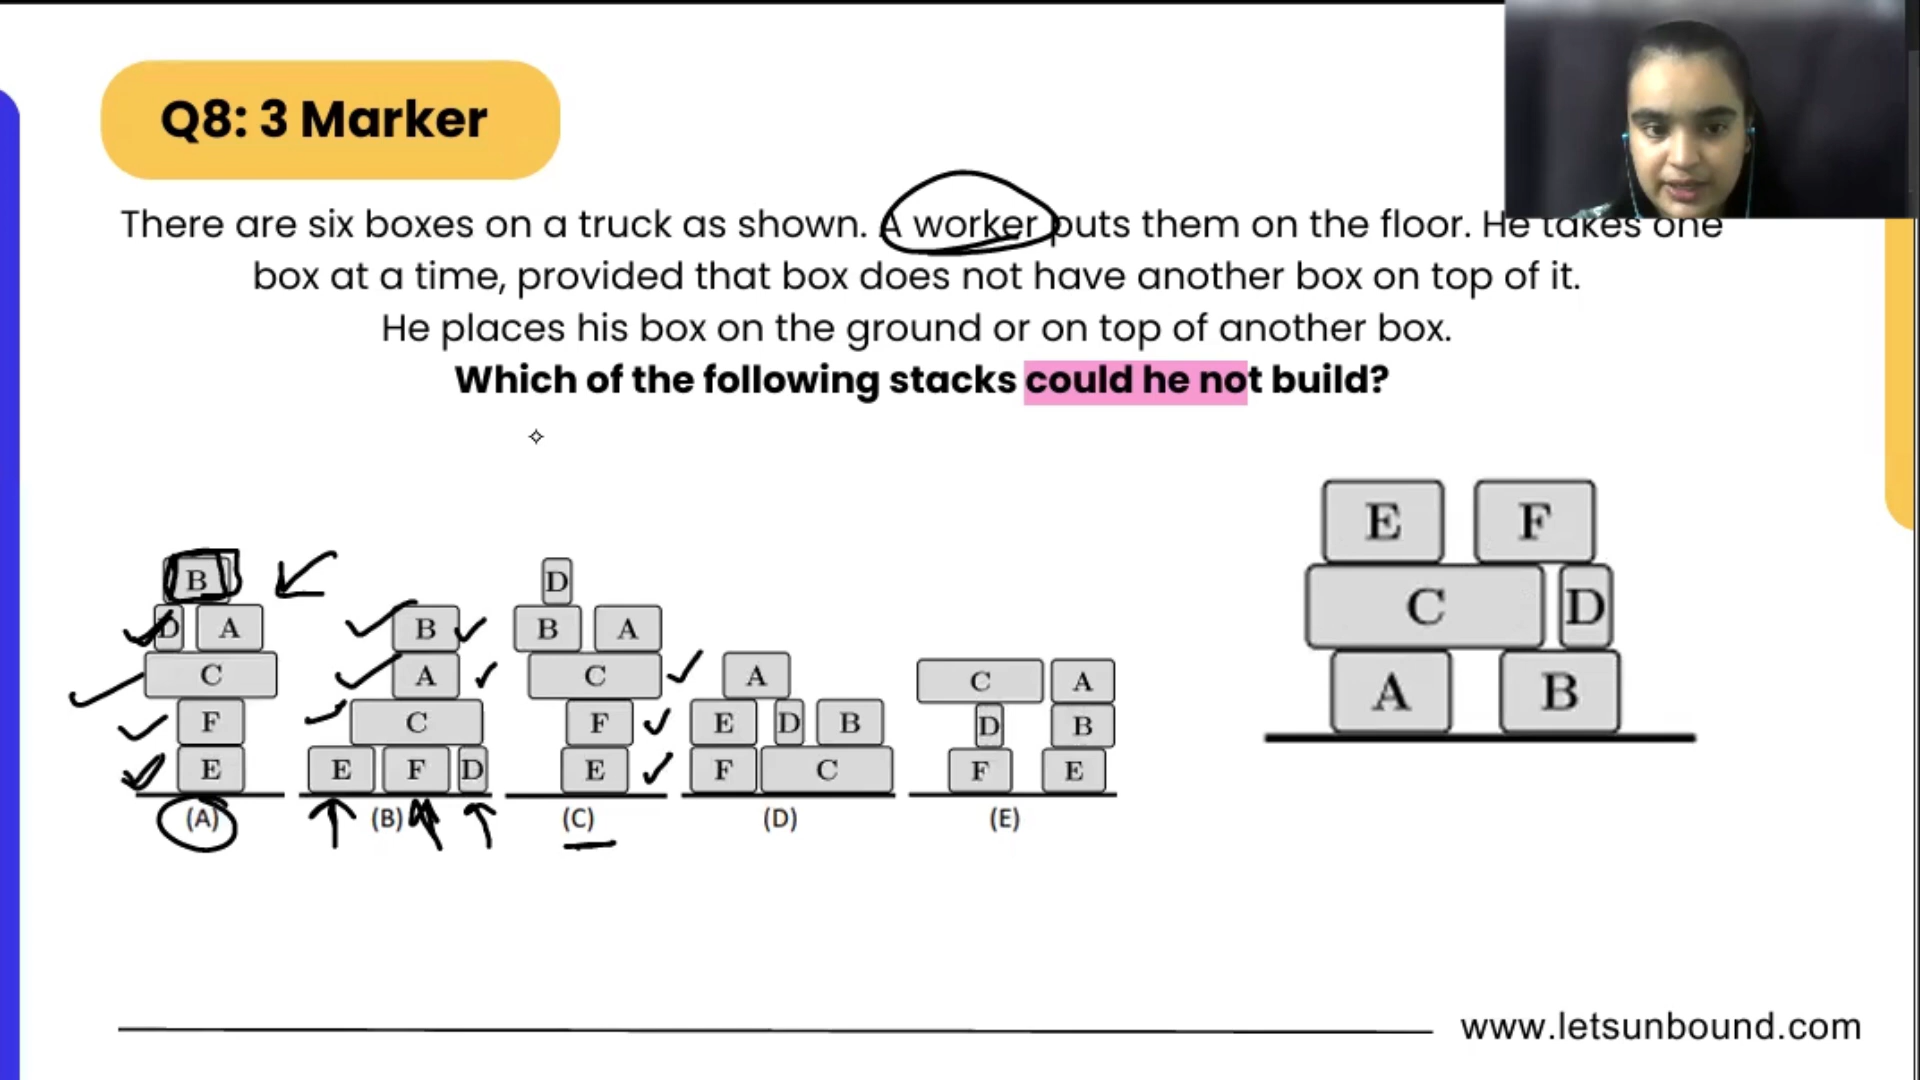 Q8: 3 Marker
There are six boxes on a truck as shown. A worker puts them on the floor. He takes one
box at a time, provided that box does not have another box on top of it.
He places his box on the ground or on top of another box.
Which of the following stacks could he not build?
E F
C D
A B
B
D A
C
F
E
(A)
B
A
C
E F D
(B)
D
B A
C
F
E
(C)
A
E D B
F C
(D)
C A
D B
F E
(E)
www.letsunbound.com